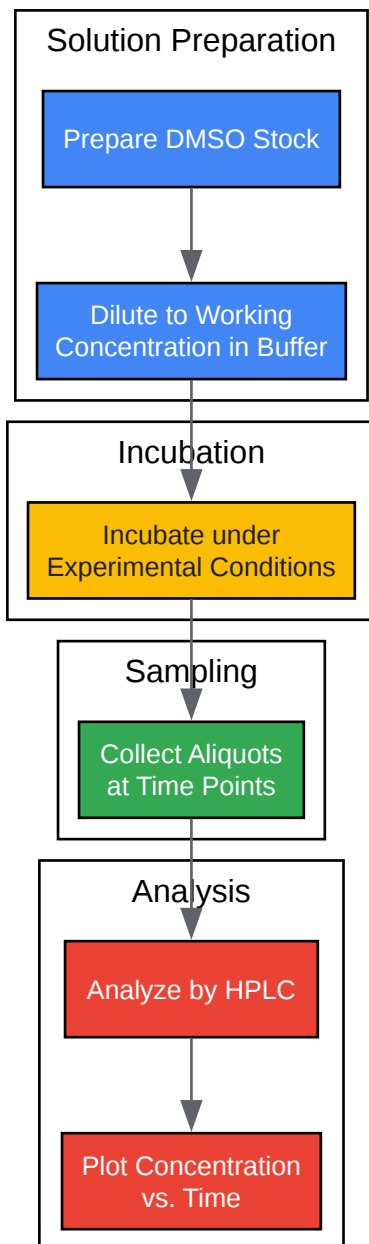 Solution Preparation
Prepare DMSO Stock
Dilute to Working
Concentration in Buffer
Incubation
Incubate under
Experimental Conditions
Sampling
Collect Aliquots
at Time Points
Analysis
Analyze by HPLC
Plot Concentration
vs. Time